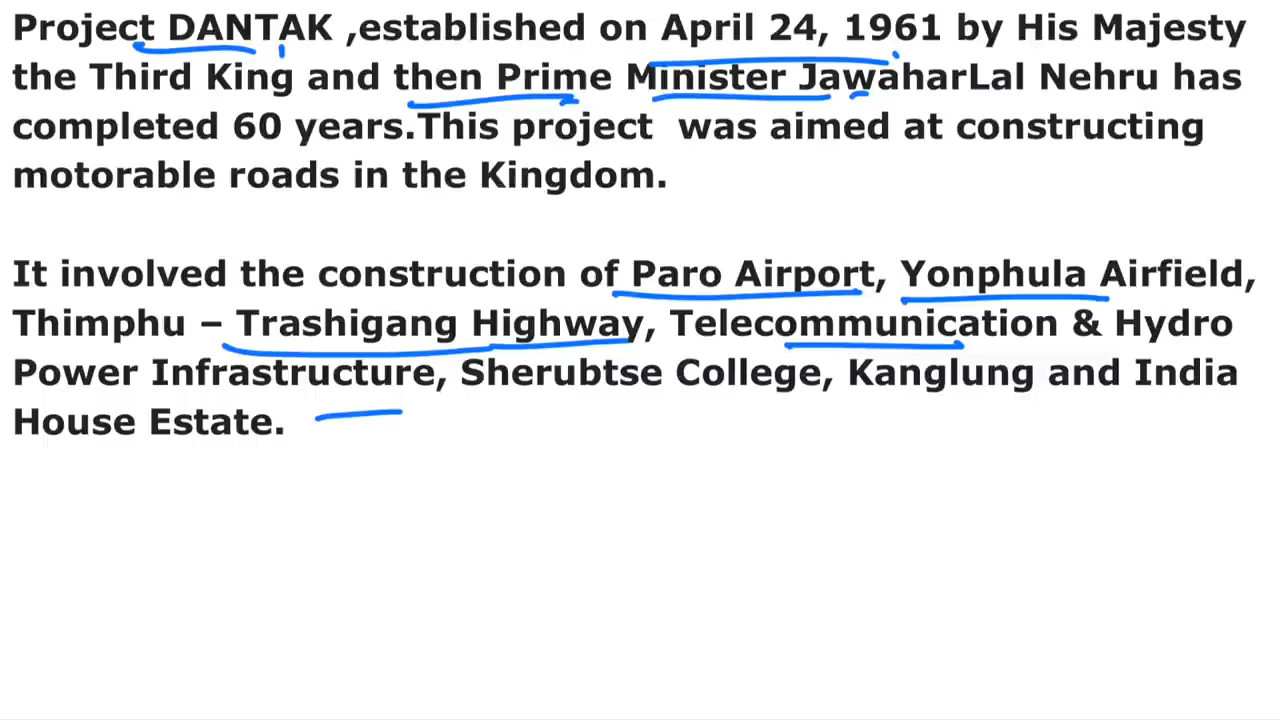 Project DANTAK ,established on April 24, 1961 by His Majesty
the Third King and then Prime Minister JawaharLal Nehru has
completed 60 years.This project  was aimed at constructing
motorable roads in the Kingdom.
It involved the construction of Paro Airport, Yonphula Airfield,
Thimphu – Trashigang Highway, Telecommunication & Hydro
Power Infrastructure, Sherubtse College, Kanglung and India
House Estate.